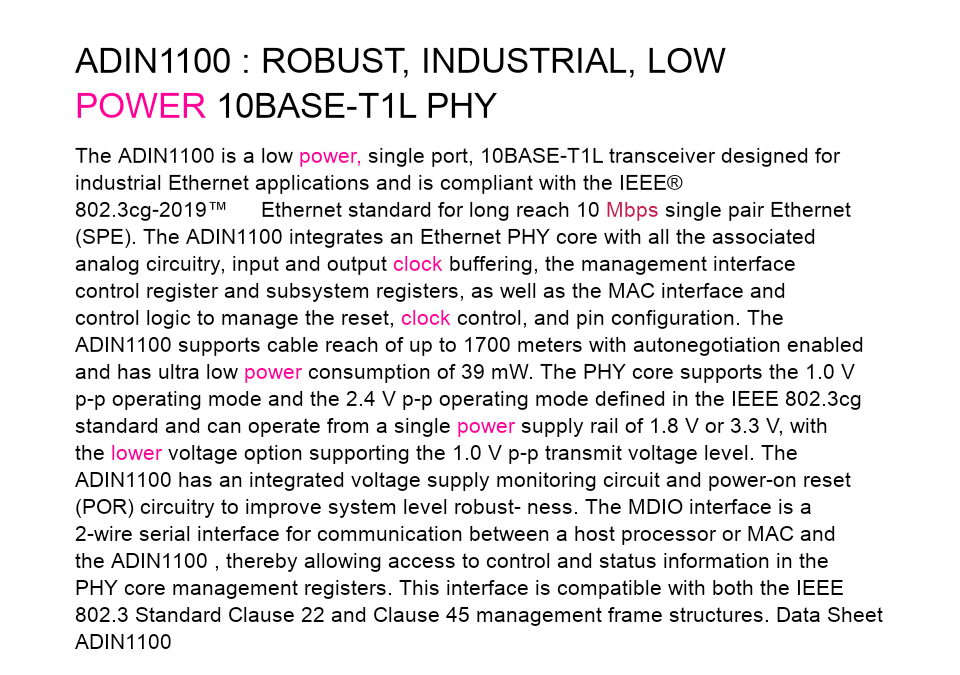 ADIN1100 : ROBUST, INDUSTRIAL, LOW
POWER 10BASE-T1L PHY
The ADIN1100 is a low power, single port, 10BASE-T1L transceiver designed for
industrial Ethernet applications and is compliant with the IEEE®
802.3cg-2019™ Ethernet standard for long reach 10 Mbps single pair Ethernet
(SPE). The ADIN1100 integrates an Ethernet PHY core with all the associated
analog circuitry, input and output clock buffering, the management interface
control register and subsystem registers, as well as the MAC interface and
control logic to manage the reset, clock control, and pin configuration. The
ADIN1100 supports cable reach of up to 1700 meters with autonegotiation enabled
and has ultra low power consumption of 39 mW. The PHY core supports the 1.0 V
p-p operating mode and the 2.4 V p-p operating mode defined in the IEEE 802.3cg
standard and can operate from a single power supply rail of 1.8 V or 3.3 V, with
the lower voltage option supporting the 1.0 V p-p transmit voltage level. The
ADIN1100 has an integrated voltage supply monitoring circuit and power-on reset
(POR) circuitry to improve system level robust- ness. The MDIO interface is a
2-wire serial interface for communication between a host processor or MAC and
the ADIN1100 , thereby allowing access to control and status information in the
PHY core management registers. This interface is compatible with both the IEEE
802.3 Standard Clause 22 and Clause 45 management frame structures. Data Sheet
ADIN1100